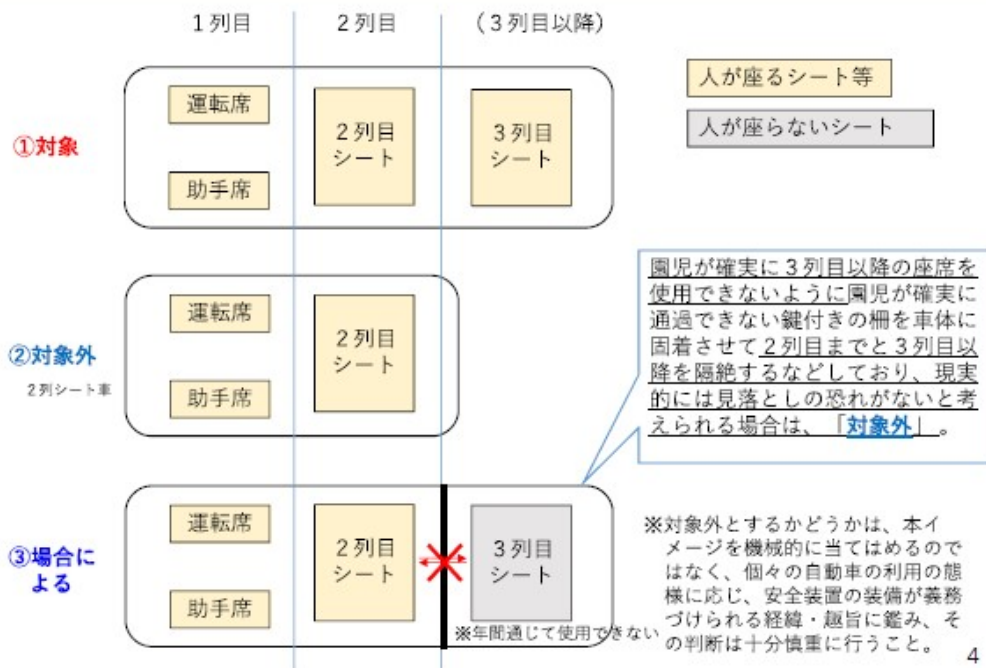 1列目
2列目
(3列目以降)
人が座るシート等
人が座らないシート
①対象
運転席
助手席
2列目
シート
3列目
シート
②対象外
2列シート車
運転席
助手席
2列目
シート
園児が確実に3列目以降の座席を
使用できないように園児が確実に
通過できない鍵付きの柵を車体に
固着させて2列目までと3列目以
降を隔絶するなどしており、現実
的には見落としの恐れがないと考
えられる場合は、「対象外」。
③場合に
よる
運転席
助手席
2列目
シート
3列目
シート
※年間通じて使用できない
※対象外とするかどうかは、本イ
メージを機械的に当てはめるので
はなく、個々の自動車の利用の態
様に応じ、安全装置の装備が義務
づけられる経緯・趣旨に鑑み、そ
の判断は十分慎重に行うこと。
4